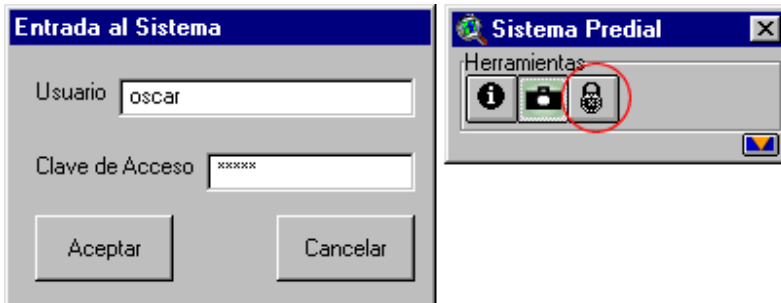 Entrada al Sistema
Usuario oscar
Clave de Acceso *****
Aceptar Cancelar
Sistema Predial
Herramientas